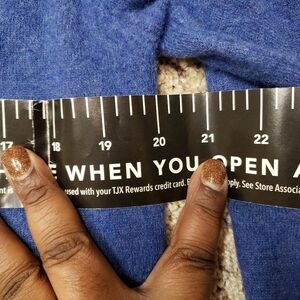 17 18 19 20 21 22
E WHEN YOU OPEN A
used with your TJX Rewards credit card. E ply. See Store Associa